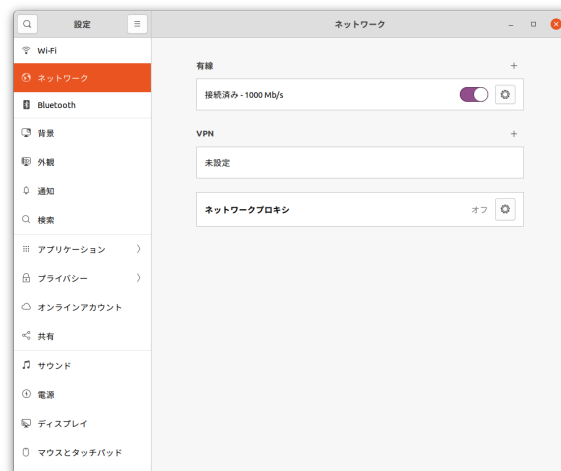 設定
ネットワーク
Wi-Fi
ネットワーク
Bluetooth
背景
外観
通知
検索
アプリケーション
プライバシー
オンラインアカウント
共有
サウンド
電源
ディスプレイ
マウスとタッチパッド
有線
接続済み - 1000 Mb/s
VPN
未設定
ネットワークプロキシ
オフ